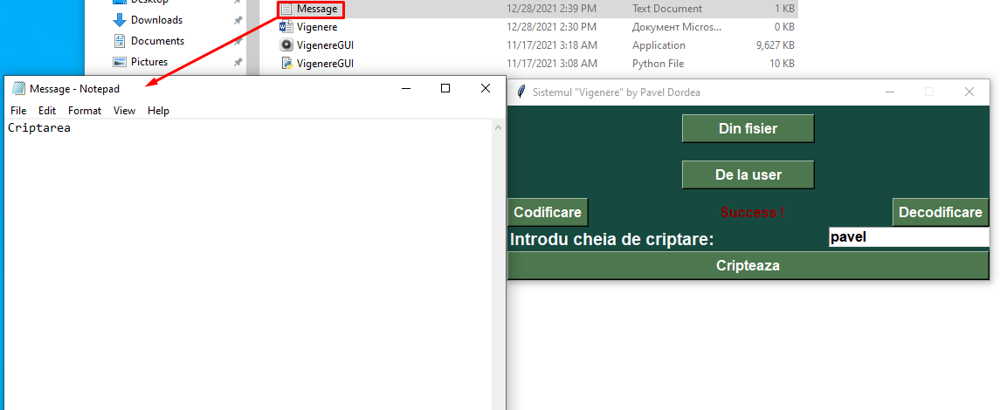 Desktop
Message 12/28/2021 2:39 PM Text Document 1 KB
Downloads
Vigenere 12/28/2021 2:30 PM Документ Micros... 0 KB
Documents
VigenereGUI 11/17/2021 3:18 AM Application 9,627 KB
Pictures
VigenereGUI 11/17/2021 3:08 AM Python File 10 KB
Message - Notepad
File Edit Format View Help
Criptarea
Sistemul "Vigenere" by Pavel Dordea
Din fisier
De la user
Codificare Success ! Decodificare
Introdu cheia de criptare: pavel
Cripteaza